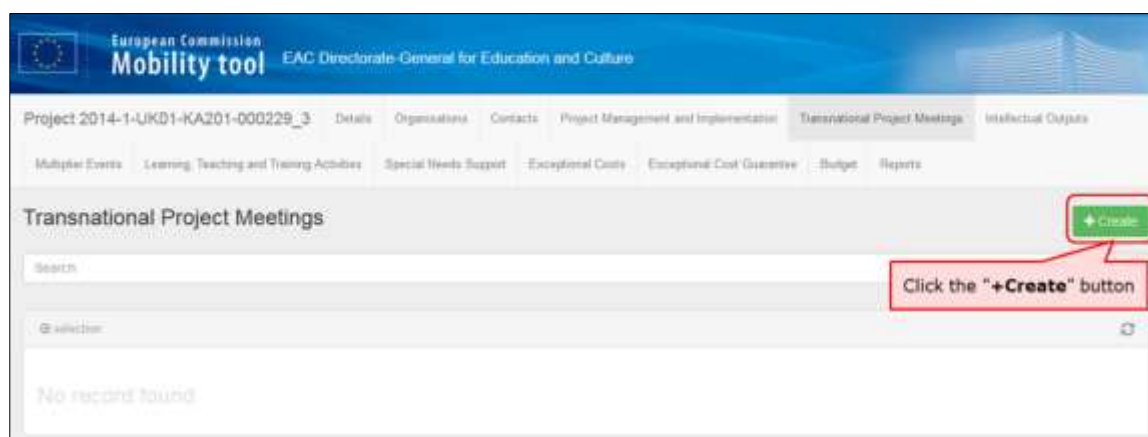 European Commission
Mobility tool
EAC Directorate-General for Education and Culture
Project 2014-1-UK01-KA201-000229_3 Details Organisations Contacts Project Management and Implementation Transnational Project Meetings Intellectual Outputs
Multiplier Events Learning, Teaching and Training Activities Special Needs Support Exceptional Costs Exceptional Cost Guarantee Budget Reports
Transnational Project Meetings
+Create
Search
Click the "+Create" button
selection
No record found